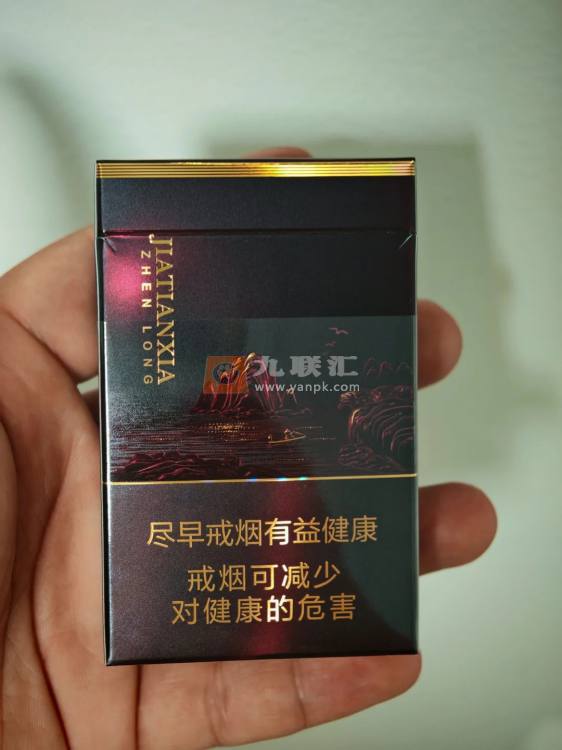 JIATIANXIA
ZHEN LONG
九联汇
www.yanpk.com
尽早戒烟有益健康
戒烟可减少
对健康的危害